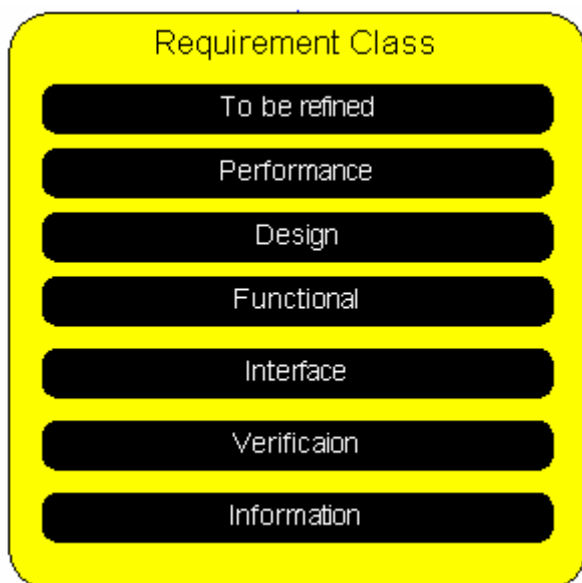 Requirement Class
To be refined
Performance
Design
Functional
Interface
Verificaion
Information